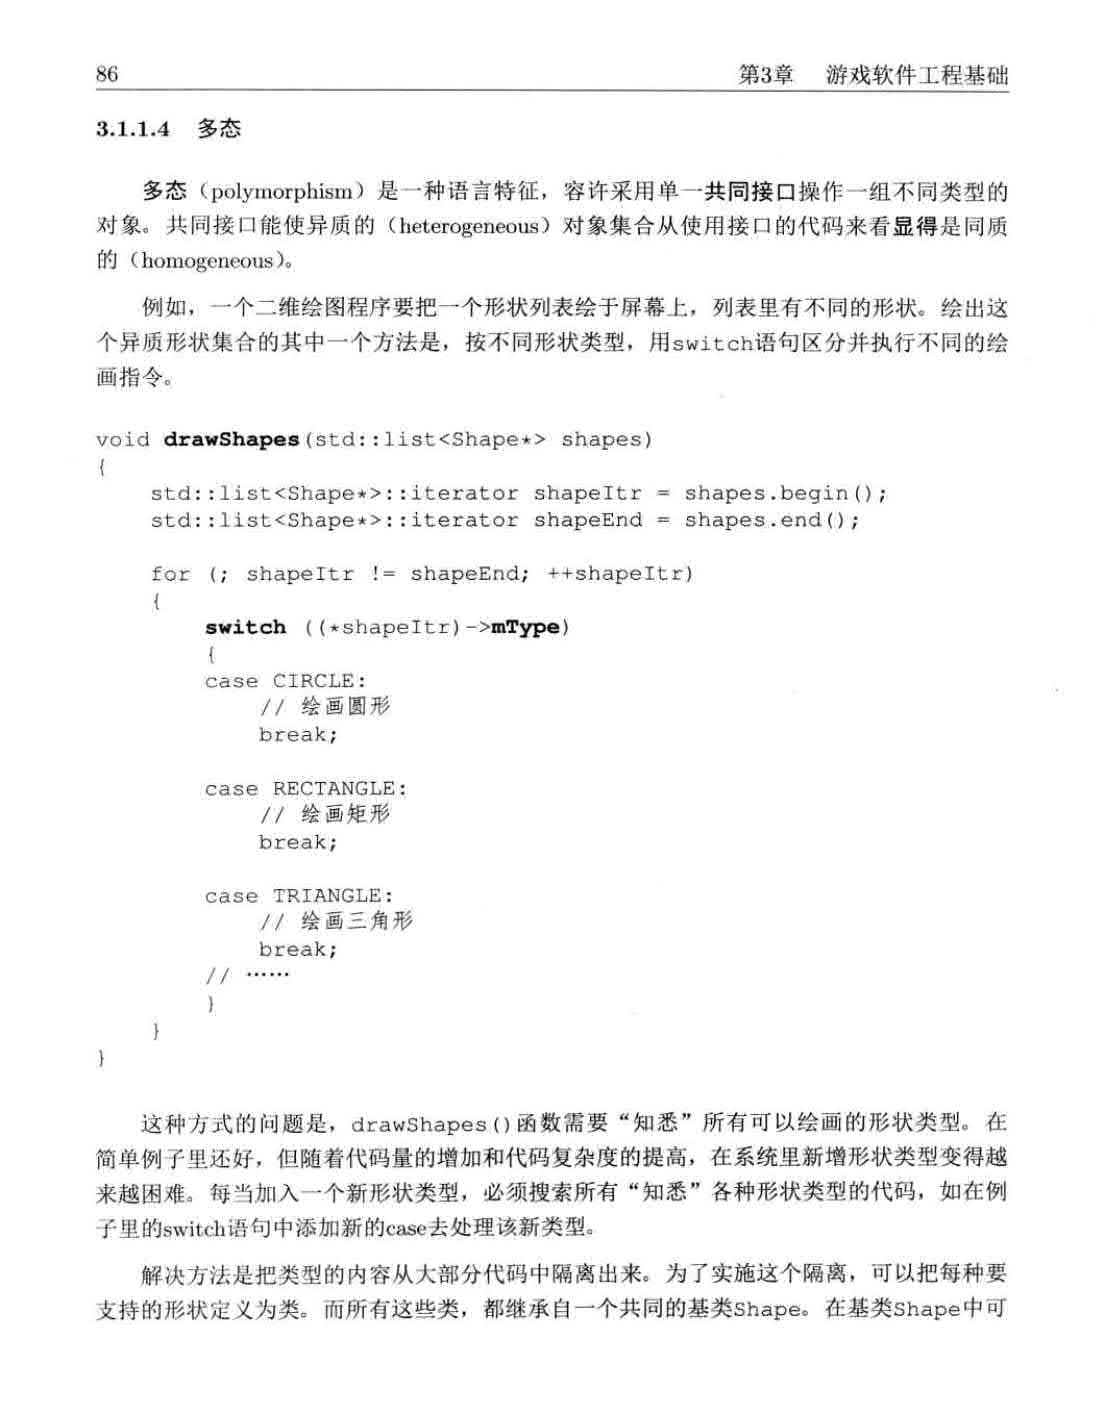 86
第3章 游戏软件工程基础
3.1.1.4 多态
多态（polymorphism）是一种语言特征，容许采用单一共同接口操作一组不同类型的
对象。共同接口能使异质的（heterogeneous）对象集合从使用接口的代码来看显得是同质
的（homogeneous）。
例如，一个二维绘图程序要把一个形状列表绘于屏幕上，列表里有不同的形状。绘出这
个异质形状集合的其中一个方法是，按不同形状类型，用switch语句区分并执行不同的绘
画指令。
void drawShapes(std::list<Shape*> shapes)
{
    std::list<Shape*>::iterator shapeItr = shapes.begin();
    std::list<Shape*>::iterator shapeEnd = shapes.end();
    for (; shapeItr != shapeEnd; ++shapeItr)
    {
        switch ((*shapeItr)->mType)
        {
        case CIRCLE:
            // 绘画圆形
            break;
        case RECTANGLE:
            // 绘画矩形
            break;
        case TRIANGLE:
            // 绘画三角形
            break;
        // ……
        }
    }
}
这种方式的问题是，drawShapes()函数需要“知悉”所有可以绘画的形状类型。在
简单例子里还好，但随着代码量的增加和代码复杂度的提高，在系统里新增形状类型变得越
来越困难。每当加入一个新形状类型，必须搜索所有“知悉”各种形状类型的代码，如在例
子里的switch语句中添加新的case去处理该新类型。
解决方法是把类型的内容从大部分代码中隔离出来。为了实施这个隔离，可以把每种要
支持的形状定义为类。而所有这些类，都继承自一个共同的基类Shape。在基类Shape中可